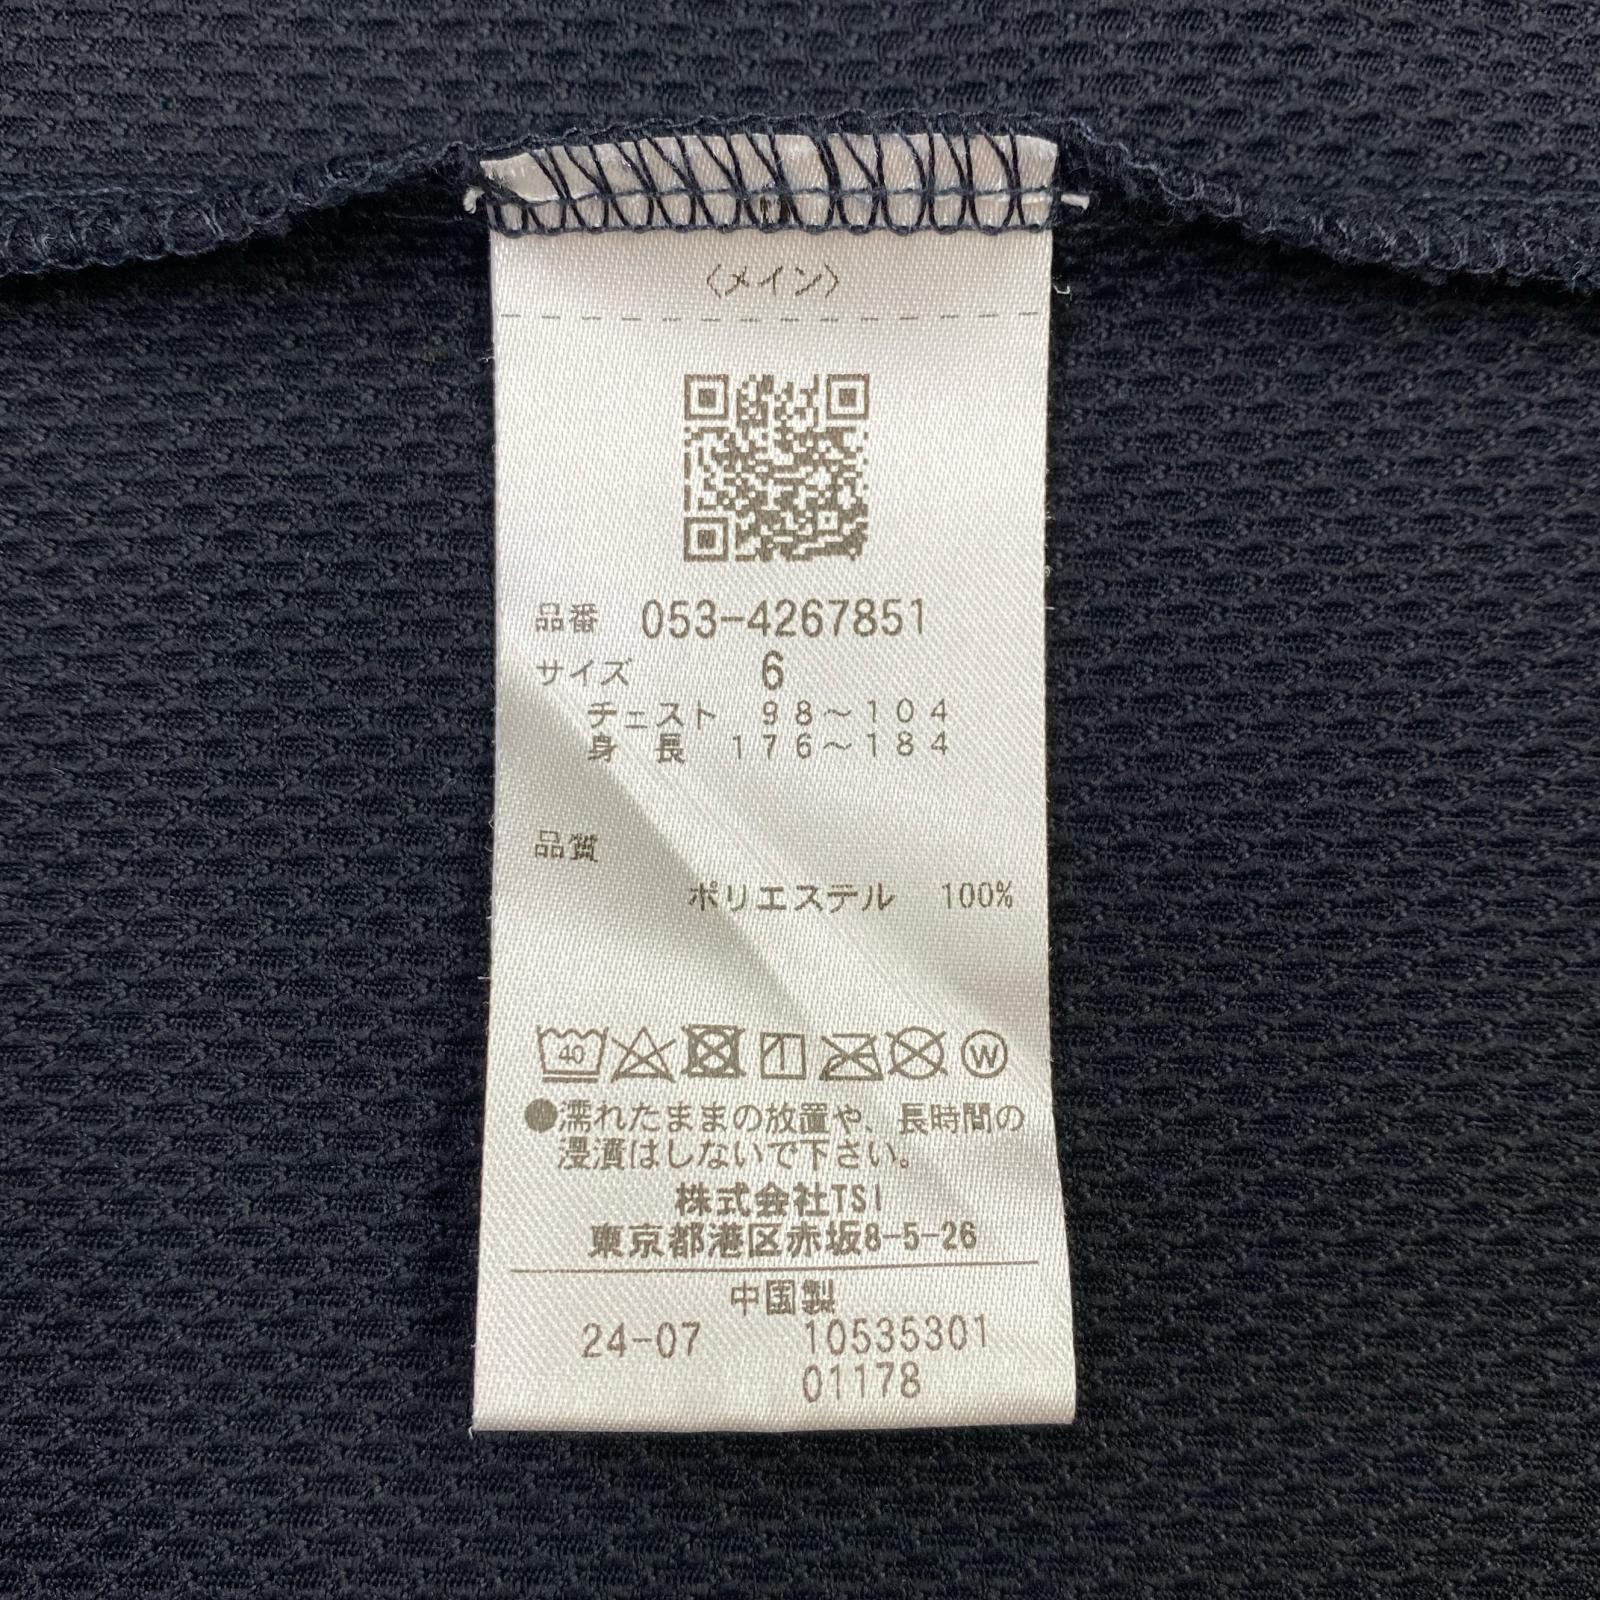 〈メイン〉
品番 053-4267851
サイズ 6
チェスト 98～104
身長 176～184
品質
ポリエステル 100%
40 W
●濡れたままの放置や、長時間の
浸漬はしないで下さい。
株式会社TSI
東京都港区赤坂8-5-26
中国製
24-07 10535301
01178